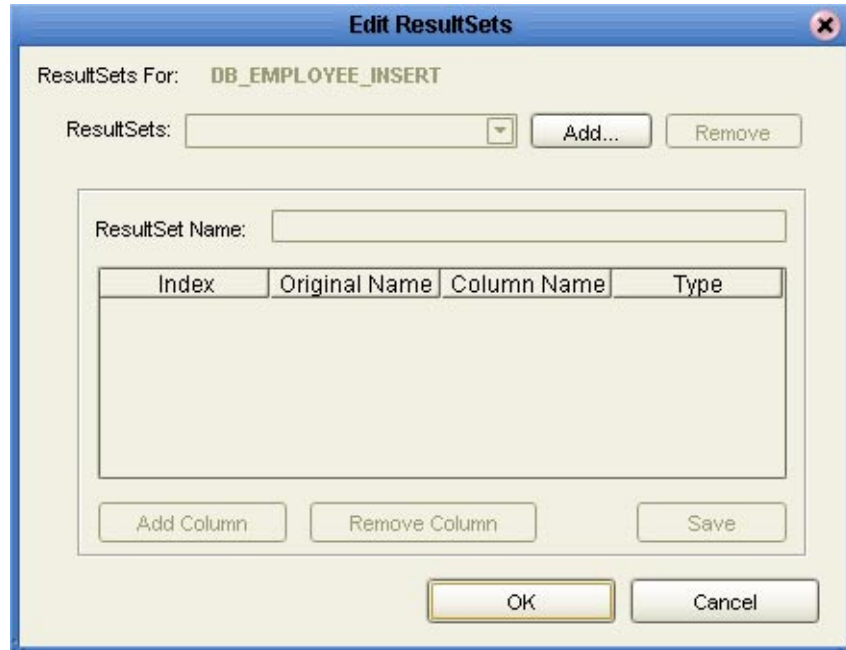 Edit ResultSets
ResultSets For: DB_EMPLOYEE_INSERT
ResultSets: Add... Remove
ResultSet Name:
Index Original Name Column Name Type
Add Column Remove Column Save
OK Cancel